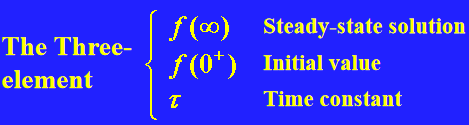 The Three-
element
f(∞) Steady-state solution
f(0⁺) Initial value
τ Time constant